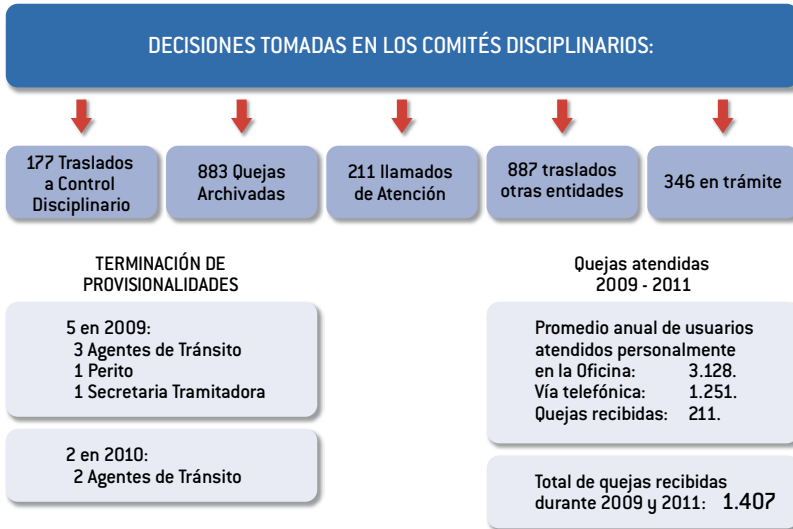 DECISIONES TOMADAS EN LOS COMITÉS DISCIPLINARIOS:
177 Traslados
a Control
Disciplinario
883 Quejas
Archivadas
211 llamados
de Atención
887 traslados
otras entidades
346 en trámite
TERMINACIÓN DE
PROVISIONALIDADES
5 en 2009:
3 Agentes de Tránsito
1 Perito
1 Secretaria Tramitadora
2 en 2010:
2 Agentes de Tránsito
Quejas atendidas
2009 - 2011
Promedio anual de usuarios
atendidos personalmente
en la Oficina: 3.128.
Vía telefónica: 1.251.
Quejas recibidas: 211.
Total de quejas recibidas
durante 2009 y 2011: 1.407